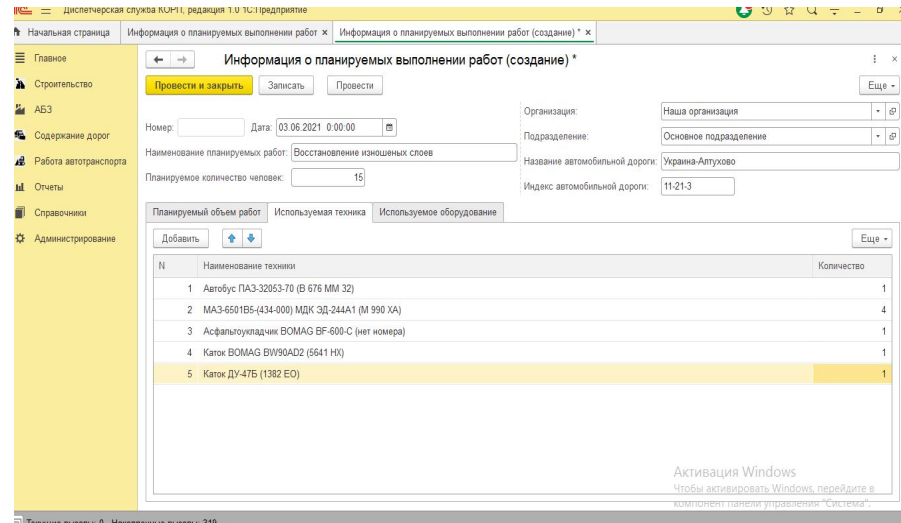 Диспетчерская служба КОРП, редакция 1.0 1С:Предприятие
Начальная страница
Информация о планируемых выполнении работ ×
Информация о планируемых выполнении работ (создание) * ×
Главное
Строительство
АБЗ
Содержание дорог
Работа автотранспорта
Отчеты
Справочники
Администрирование
Информация о планируемых выполнении работ (создание) *
Провести и закрыть
Записать
Провести
Еще
Номер:
Дата: 03.06.2021 0:00:00
Наименование планируемых работ: Восстановление изношеных слоев
Планируемое количество человек: 15
Организация: Наша организация
Подразделение: Основное подразделение
Название автомобильной дороги: Украина-Алтухово
Индекс автомобильной дороги: 11-21-3
Планируемый объем работ
Используемая техника
Используемое оборудование
Добавить
Еще
N Наименование техники Количество
1 Автобус ПАЗ-32053-70 (В 676 ММ 32) 1
2 МАЗ-6501В5-(434-000) МДК ЭД-244А1 (М 990 ХА) 4
3 Асфальтоукладчик BOMAG BF-600-C (нет номера) 1
4 Каток BOMAG BW90AD2 (5641 НХ) 1
5 Каток ДУ-47Б (1382 ЕО) 1
Активация Windows
Чтобы активировать Windows, перейдите в
компонент панели управления "Система".